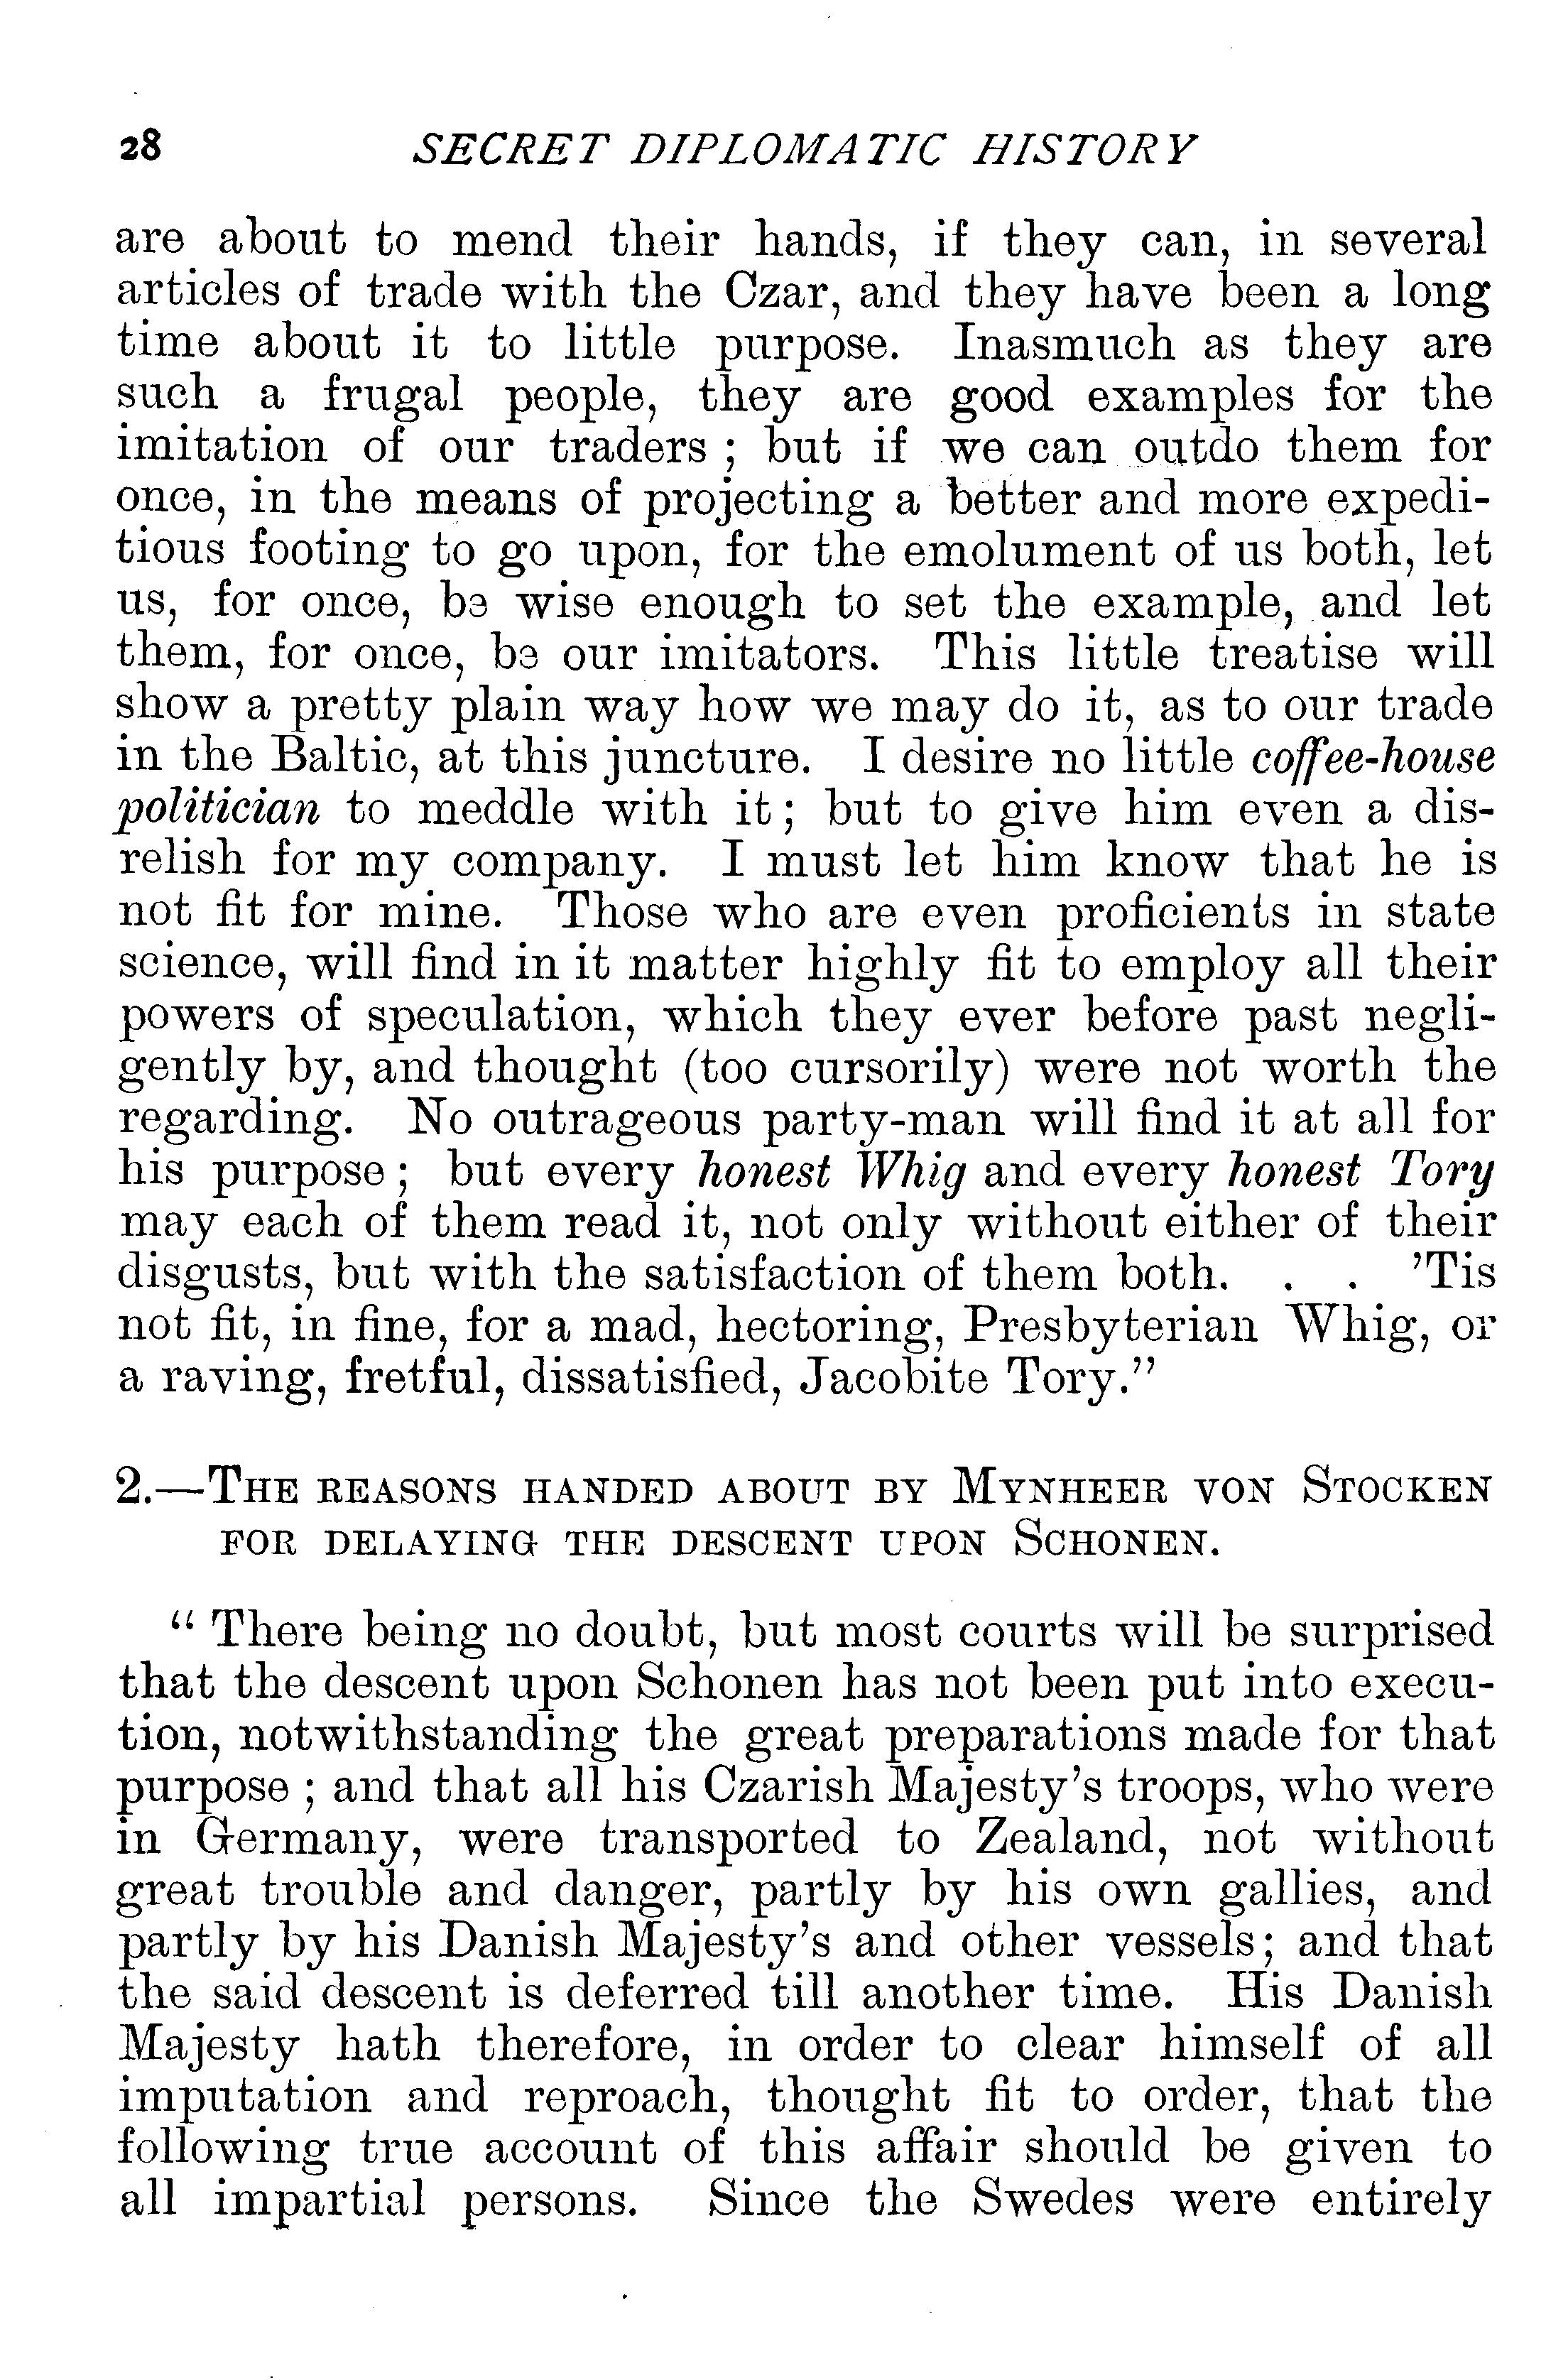 28 SECRET DIPLOMATIC HISTORY
are about to mend their hands, if they can, in several
articles of trade with the Czar, and they have been a long
time about it to little purpose. Inasmuch as they are
such a frugal people, they are good examples for the
imitation of our traders ; but if we can outdo them for
once, in the means of projecting a better and more expedi-
tious footing to go upon, for the emolument of us both, let
us, for once, be wise enough to set the example, and let
them, for once, be our imitators. This little treatise will
show a pretty plain way how we may do it, as to our trade
in the Baltic, at this juncture. I desire no little coffee-house
politician to meddle with it ; but to give him even a dis-
relish for my company. I must let him know that he is
not fit for mine. Those who are even proficients in state
science, will find in it matter highly fit to employ all their
powers of speculation, which they ever before past negli-
gently by, and thought (too cursorily) were not worth the
regarding. No outrageous party-man will find it at all for
his purpose ; but every honest Whig and every honest Tory
may each of them read it, not only without either of their
disgusts, but with the satisfaction of them both. . . ’Tis
not fit, in fine, for a mad, hectoring, Presbyterian Whig, or
a raving, fretful, dissatisfied, Jacobite Tory.”
2.—The reasons handed about by Mynheer von Stocken
for delaying the descent upon Schonen.
“ There being no doubt, but most courts will be surprised
that the descent upon Schonen has not been put into execu-
tion, notwithstanding the great preparations made for that
purpose ; and that all his Czarish Majesty’s troops, who were
in Germany, were transported to Zealand, not without
great trouble and danger, partly by his own gallies, and
partly by his Danish Majesty’s and other vessels ; and that
the said descent is deferred till another time. His Danish
Majesty hath therefore, in order to clear himself of all
imputation and reproach, thought fit to order, that the
following true account of this affair should be given to
all impartial persons. Since the Swedes were entirely